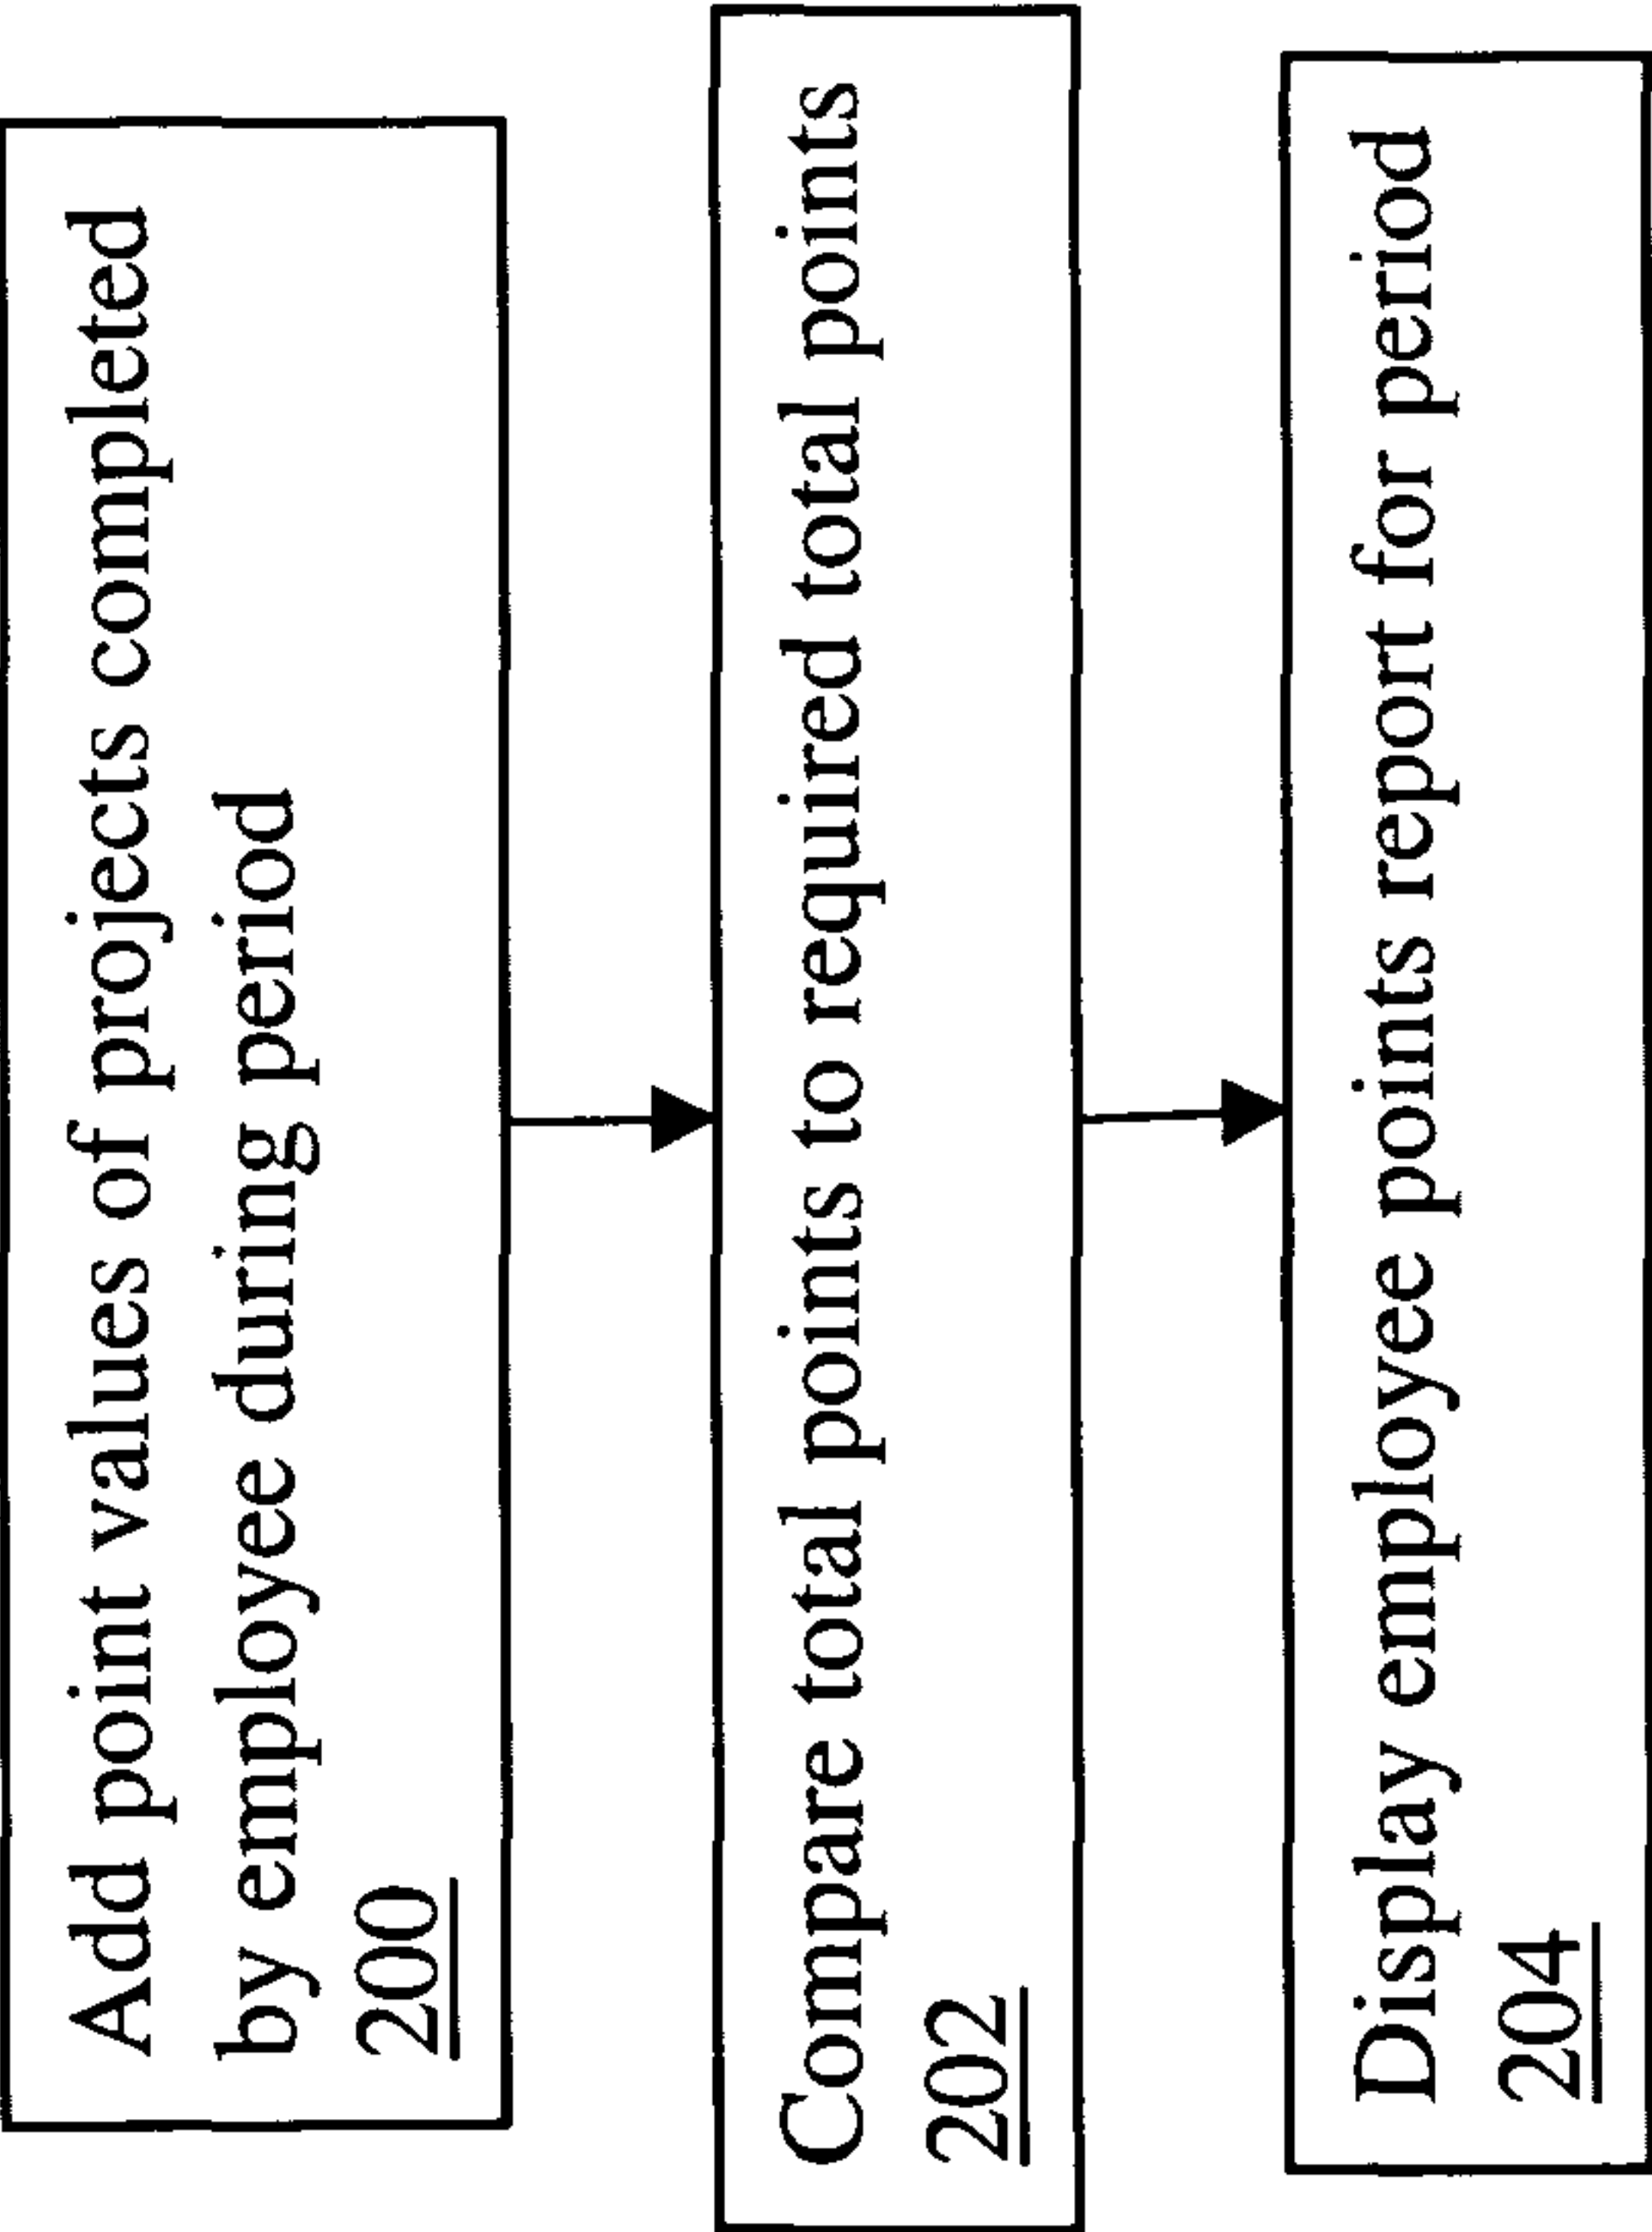 Add point values of projects completed
by employee during period
200
Compare total points to required total points
202
Display employee points report for period
204